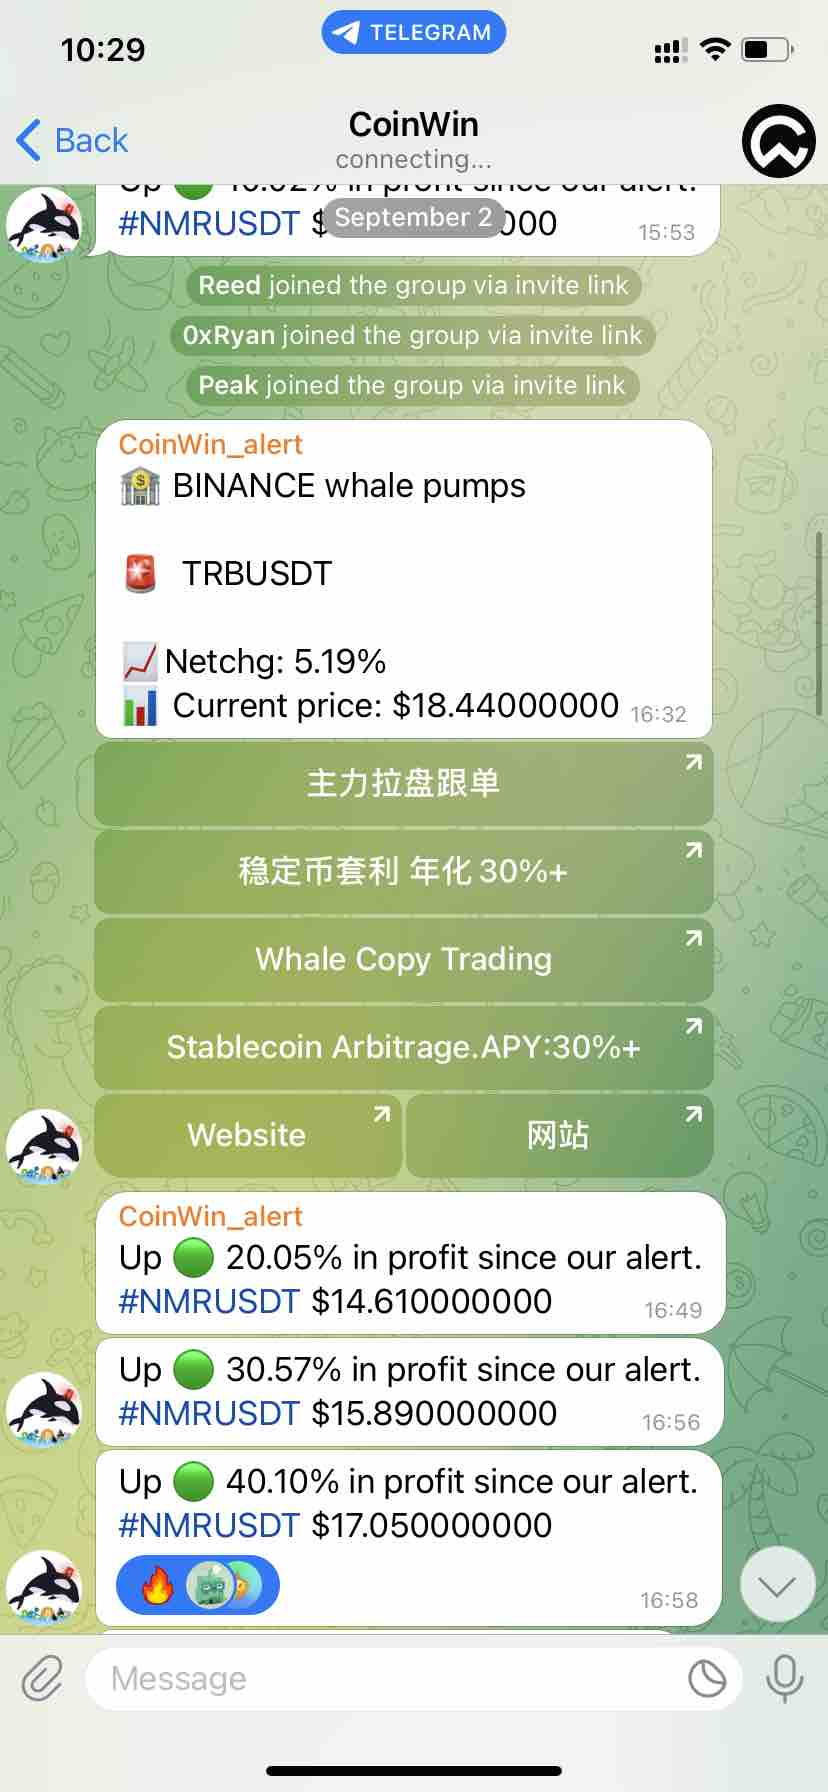 10:29
TELEGRAM
Back
CoinWin
connecting...
Up 10.02% in profit since our alert.
#NMRUSDT $ 000
September 2
15:53
Reed joined the group via invite link
0xRyan joined the group via invite link
Peak joined the group via invite link
CoinWin_alert
BINANCE whale pumps
TRBUSDT
Netchg: 5.19%
Current price: $18.44000000 16:32
主力拉盘跟单
稳定币套利 年化30%+
Whale Copy Trading
Stablecoin Arbitrage.APY:30%+
Website
网站
CoinWin_alert
Up 20.05% in profit since our alert.
#NMRUSDT $14.610000000 16:49
Up 30.57% in profit since our alert.
#NMRUSDT $15.890000000 16:56
Up 40.10% in profit since our alert.
#NMRUSDT $17.050000000
16:58
Message